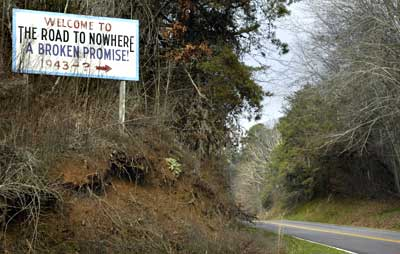 WELCOME TO
THE ROAD TO NOWHERE
A BROKEN PROMISE!
1943-? →